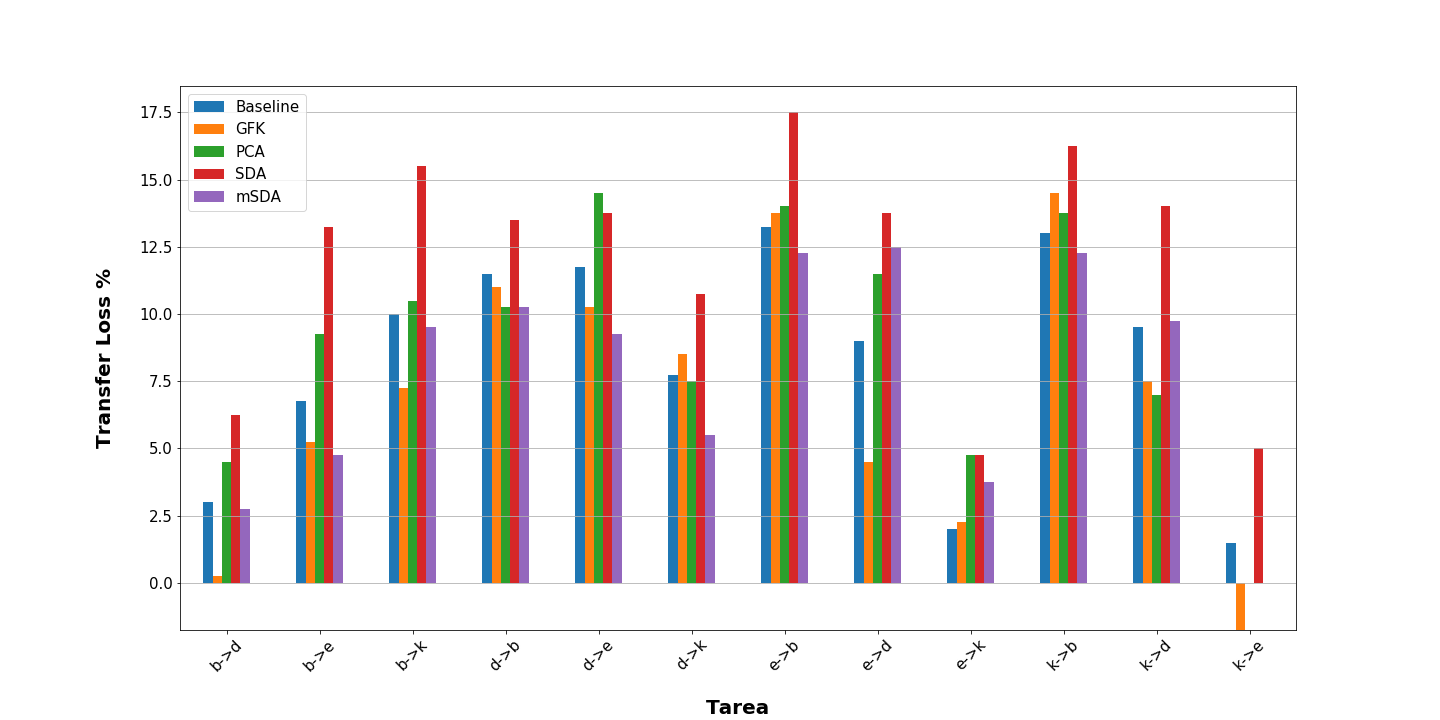 17.5
15.0
12.5
10.0
7.5
5.0
2.5
0.0
Transfer Loss %
Baseline
GFK
PCA
SDA
mSDA
b->d
b->e
b->k
d->b
d->e
d->k
e->b
e->d
e->k
k->b
k->d
k->e
Tarea